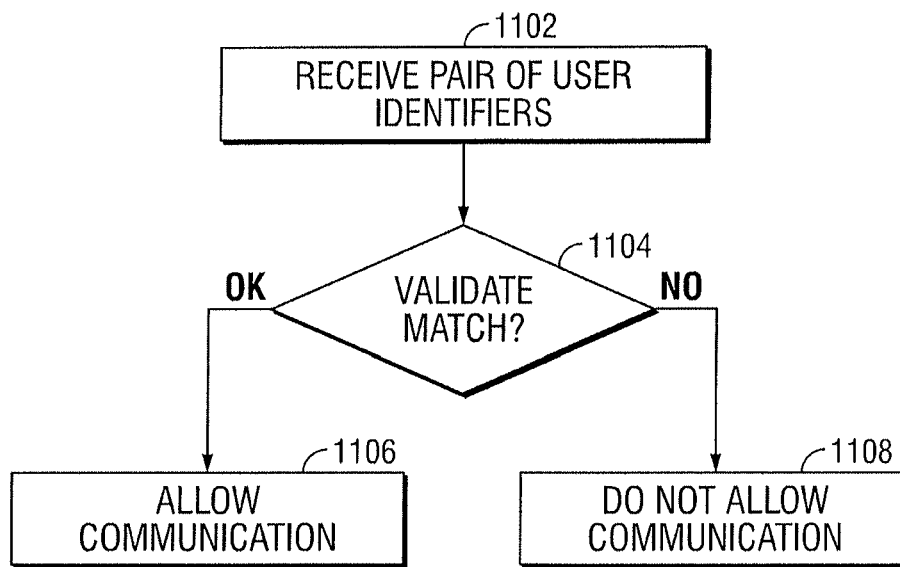 1102
RECEIVE PAIR OF USER
IDENTIFIERS
1104
OK
VALIDATE
MATCH?
NO
1106
ALLOW
COMMUNICATION
1108
DO NOT ALLOW
COMMUNICATION